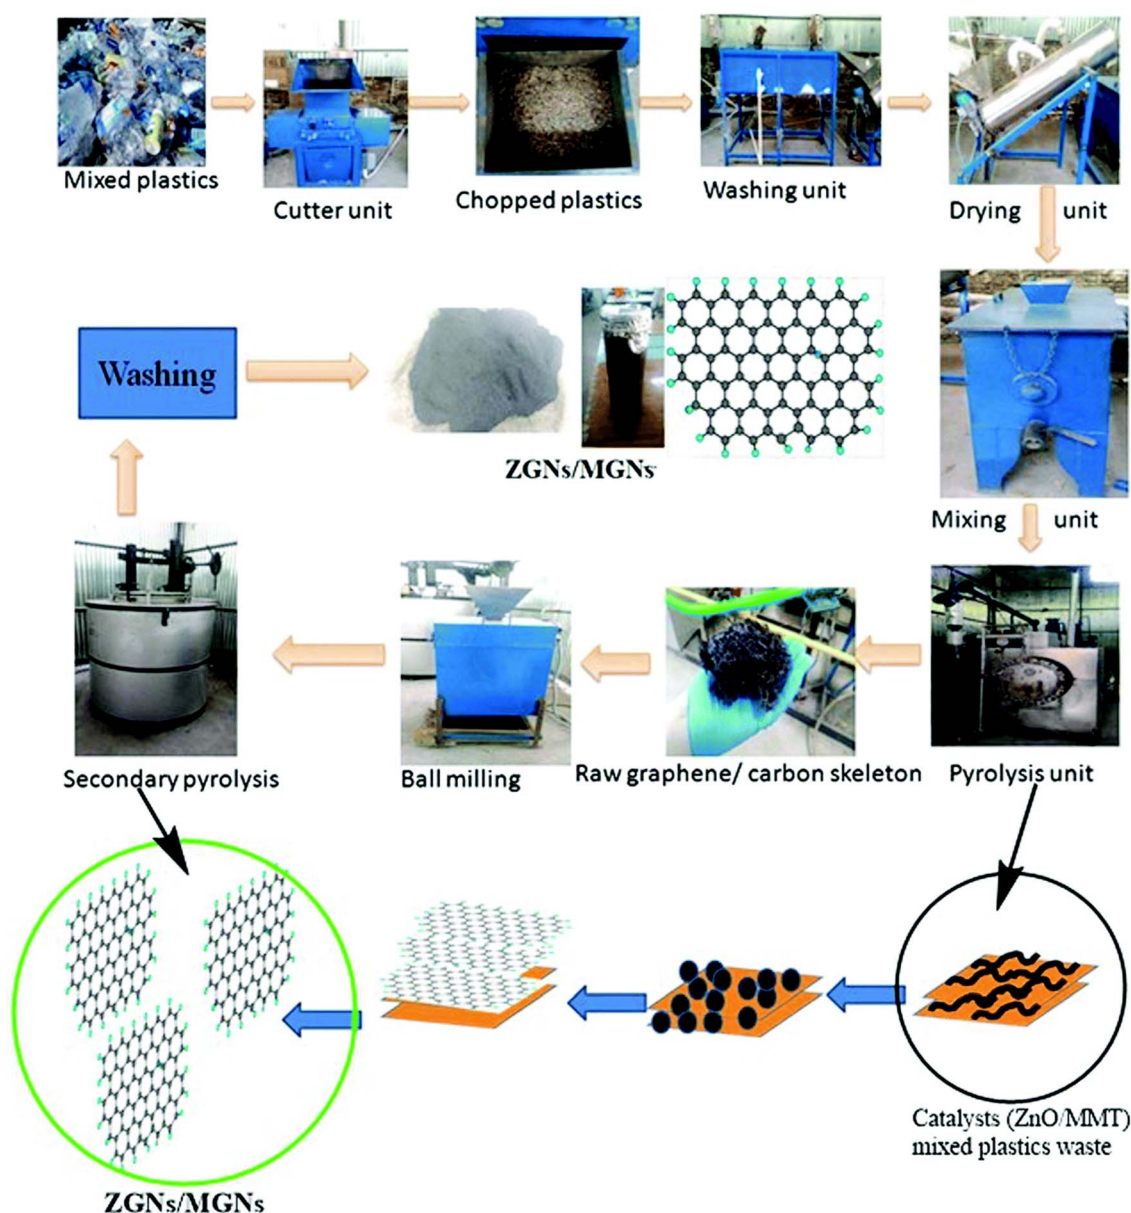 Mixed plastics
Cutter unit
Chopped plastics
Washing unit
Drying unit
Washing
ZGNs/MGNs
Mixing unit
Secondary pyrolysis
Ball milling
Raw graphene/ carbon skeleton
Pyrolysis unit
Catalysts (ZnO/MMT)
mixed plastics waste
ZGNs/MGNs